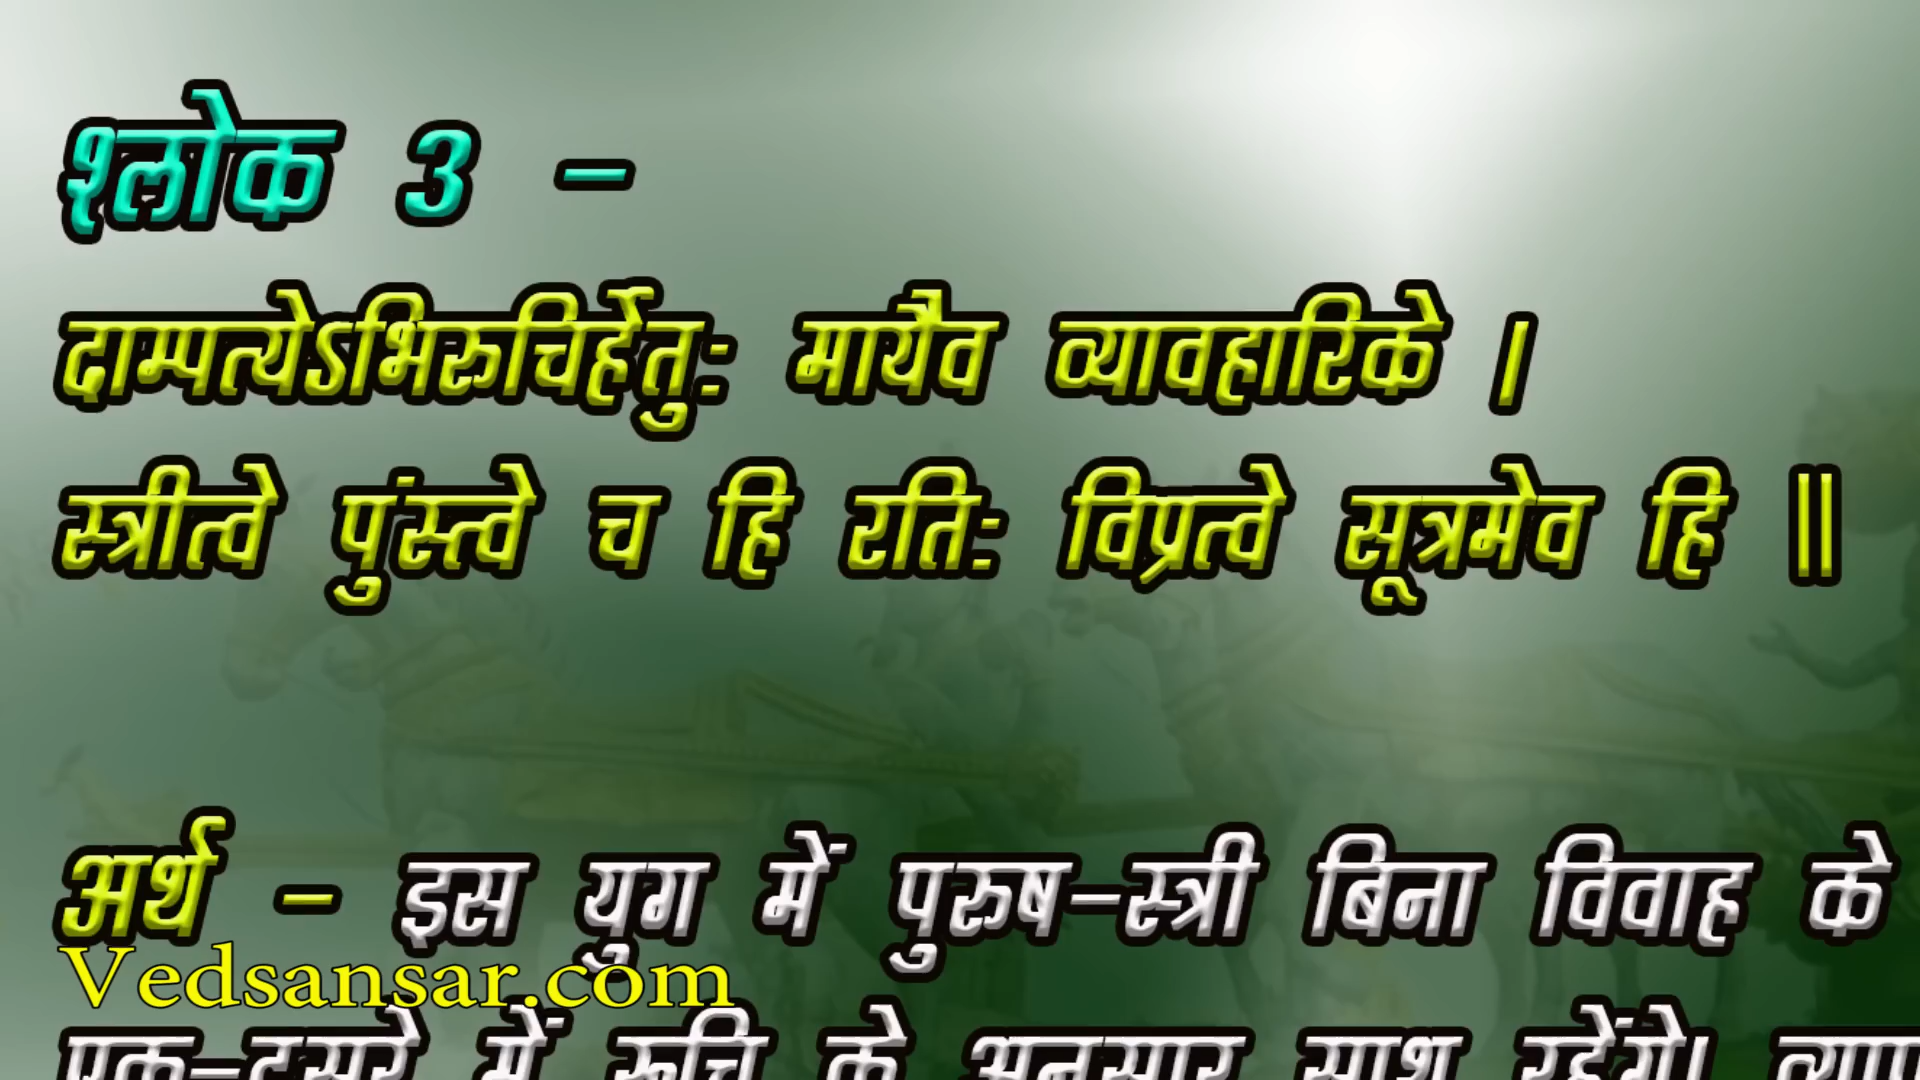 श्लोक 3 –
दाम्पत्येऽभिरुचिर्हेतुः मायैव व्यावहारिके ।
स्त्रीत्वे पुंस्त्वे च हि रतिः विप्रत्वे सूत्रमेव हि ॥
अर्थ – इस युग में पुरुष-स्त्री बिना विवाह के
Vedsansar.com
एक-दूसरे में रूचि के अनुसार साथ रहेंगे।